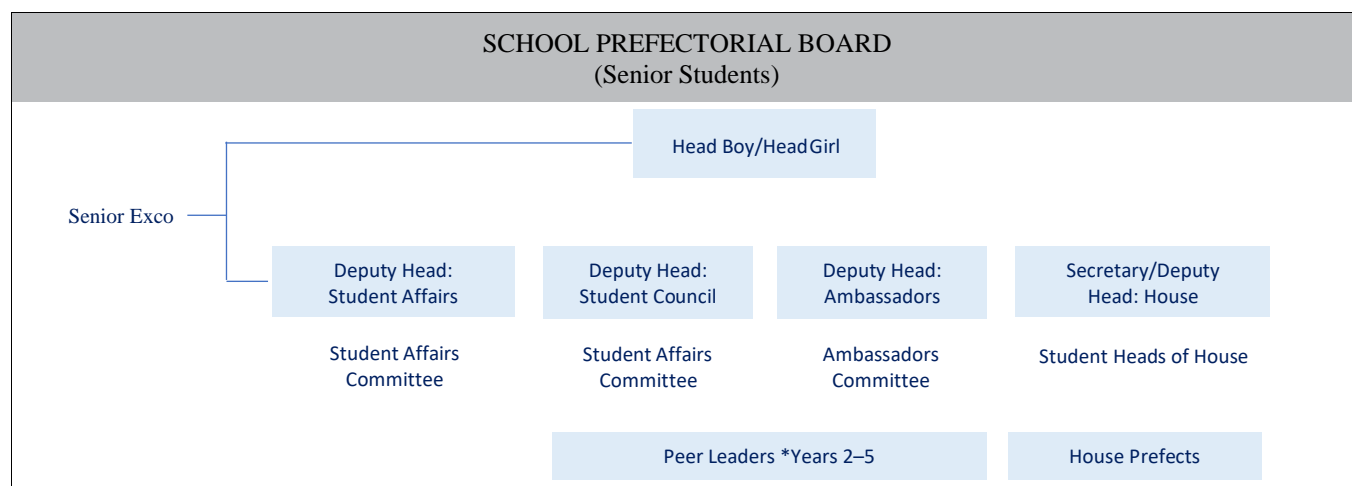 SCHOOL PREFECTORIAL BOARD
(Senior Students)
Head Boy/HeadGirl
Senior Exco
Deputy Head:
Student Affairs
Deputy Head:
Student Council
Deputy Head:
Ambassadors
Secretary/Deputy
Head: House
Student Affairs
Committee
Student Affairs
Committee
Ambassadors
Committee
Student Heads of House
Peer Leaders *Years 2–5
House Prefects